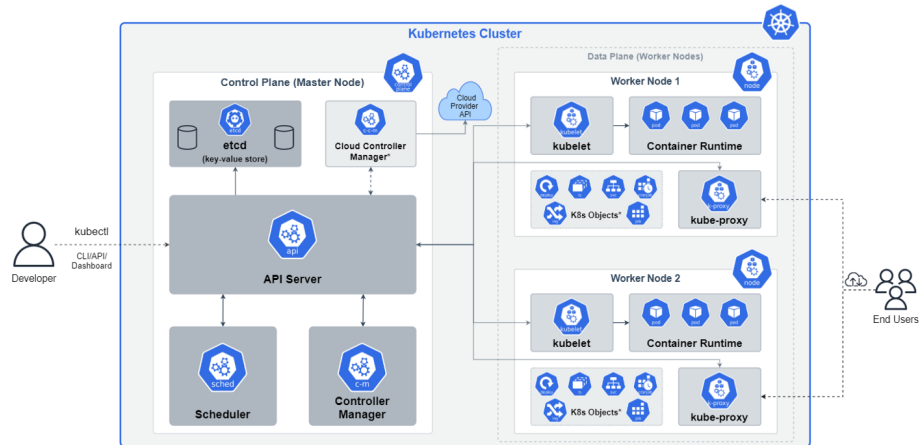 Kubernetes Cluster
Control Plane (Master Node)
etcd
etcd
(key-value store)
c-c-m
Cloud Controller
Manager*
Cloud
Provider
API
kubectl
CLI/API/
Dashboard
Developer
api
API Server
sched
Scheduler
c-m
Controller
Manager
Data Plane (Worker Nodes)
Worker Node 1
node
kubelet
kubelet
pod
pod
pod
Container Runtime
K8s Objects*
k-proxy
kube-proxy
Worker Node 2
node
kubelet
kubelet
pod
pod
pod
Container Runtime
K8s Objects*
k-proxy
kube-proxy
End Users